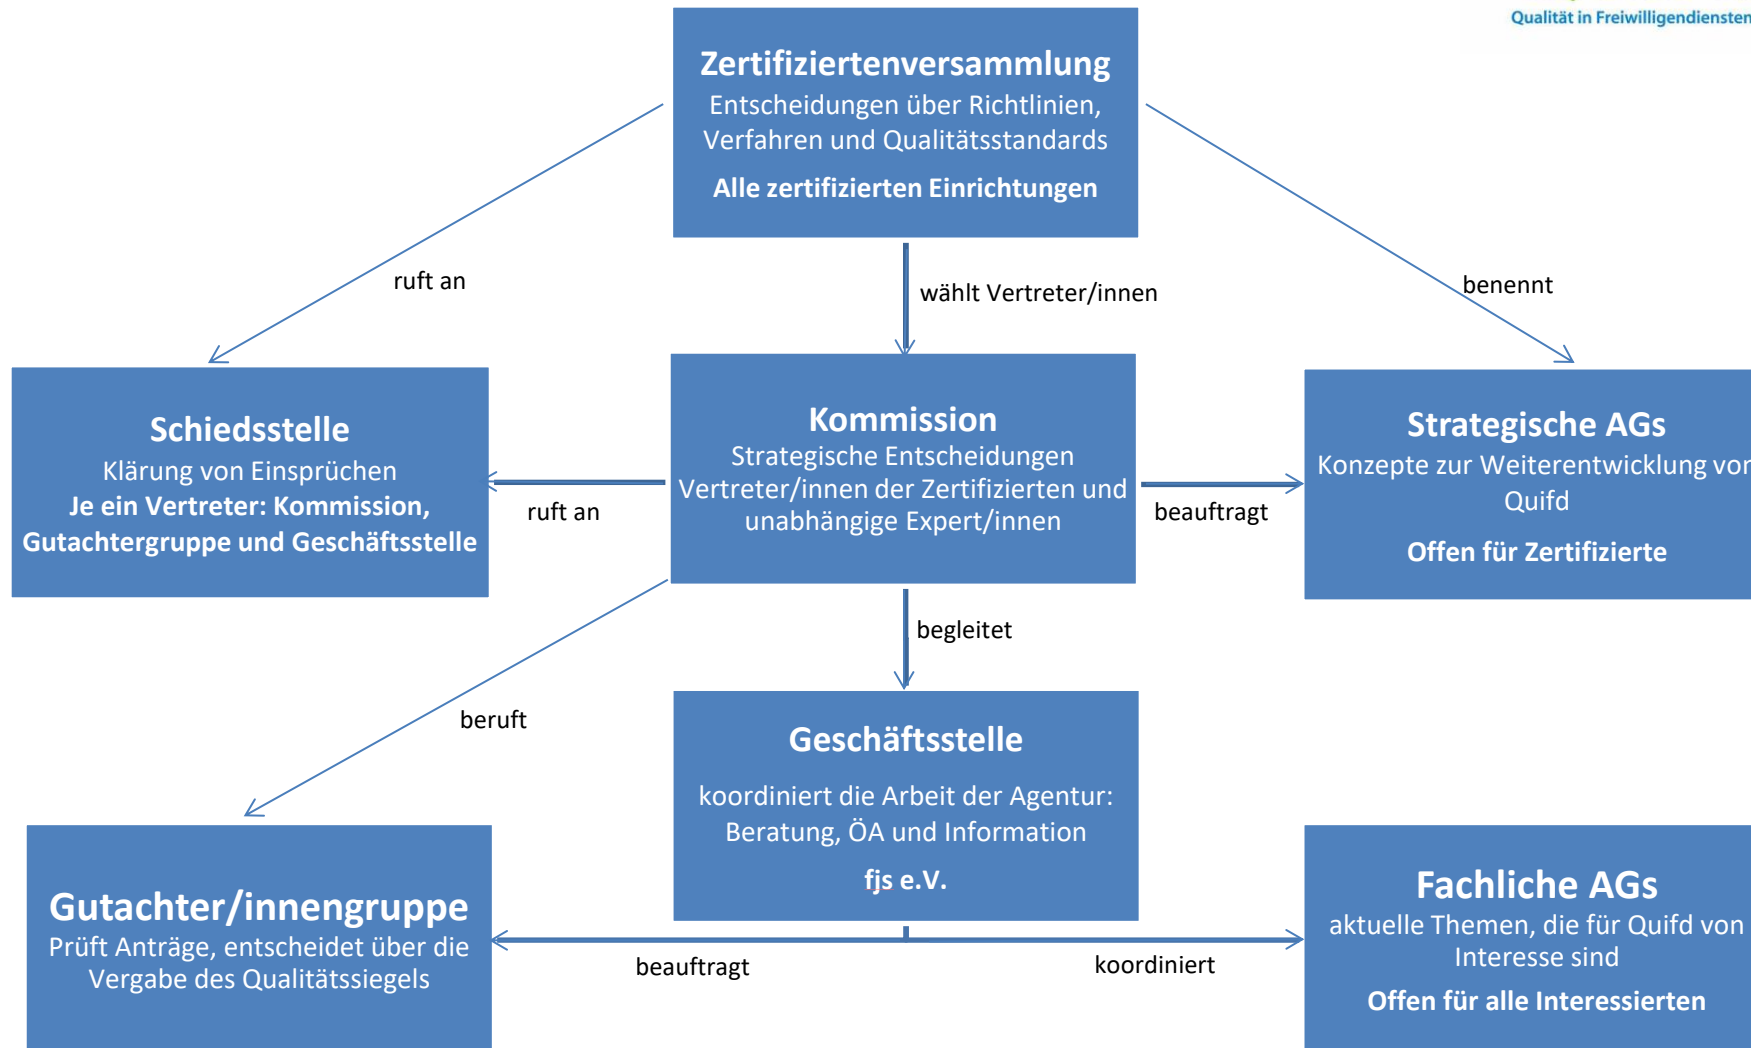 Qualität in Freiwilligendiensten
Zertifiziertenversammlung
Entscheidungen über Richtlinien,
Verfahren und Qualitätsstandards
Alle zertifizierten Einrichtungen
ruft an
wählt Vertreter/innen
benennt
Schiedsstelle
Klärung von Einsprüchen
Je ein Vertreter: Kommission,
Gutachtergruppe und Geschäftsstelle
ruft an
Kommission
Strategische Entscheidungen
Vertreter/innen der Zertifizierten und
unabhängige Expert/innen
beauftragt
Strategische AGs
Konzepte zur Weiterentwicklung von
Quifd
Offen für Zertifizierte
begleitet
beruft
Geschäftsstelle
koordiniert die Arbeit der Agentur:
Beratung, ÖA und Information
fjs e.V.
Gutachter/innengruppe
Prüft Anträge, entscheidet über die
Vergabe des Qualitätssiegels
beauftragt
koordiniert
Fachliche AGs
aktuelle Themen, die für Quifd von
Interesse sind
Offen für alle Interessierten